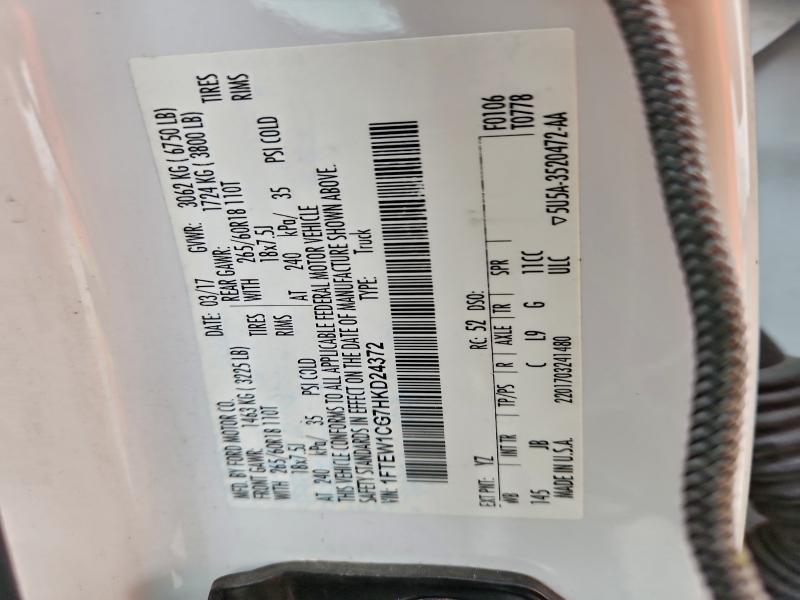 MFD. BY FORD MOTOR CO.
DATE: 03/17 GVWR: 3062 KG ( 6750 LB)
FRONT GAWR: 1463 KG ( 3225 LB) REAR GAWR: 1724 KG ( 3800 LB)
WITH 265/60R18 110T TIRES WITH 265/60R18 110T TIRES
18x7.5J RIMS 18x7.5J RIMS
AT 240 kPa/ 35 PSI COLD AT 240 kPa/ 35 PSI COLD
THIS VEHICLE CONFORMS TO ALL APPLICABLE FEDERAL MOTOR VEHICLE
SAFETY STANDARDS IN EFFECT ON THE DATE OF MANUFACTURE SHOWN ABOVE.
VIN: 1FTEW1CG7HKD24372 TYPE: Truck
EXT PNT: YZ RC: 52 DSO: F0106
WB INTTR TP/PS R AXLE TR SPR T0778
145 JB C L9 G 11CC
MADE IN U.S.A. 2201703241480 ULC ▽5U5A-3520472-AA